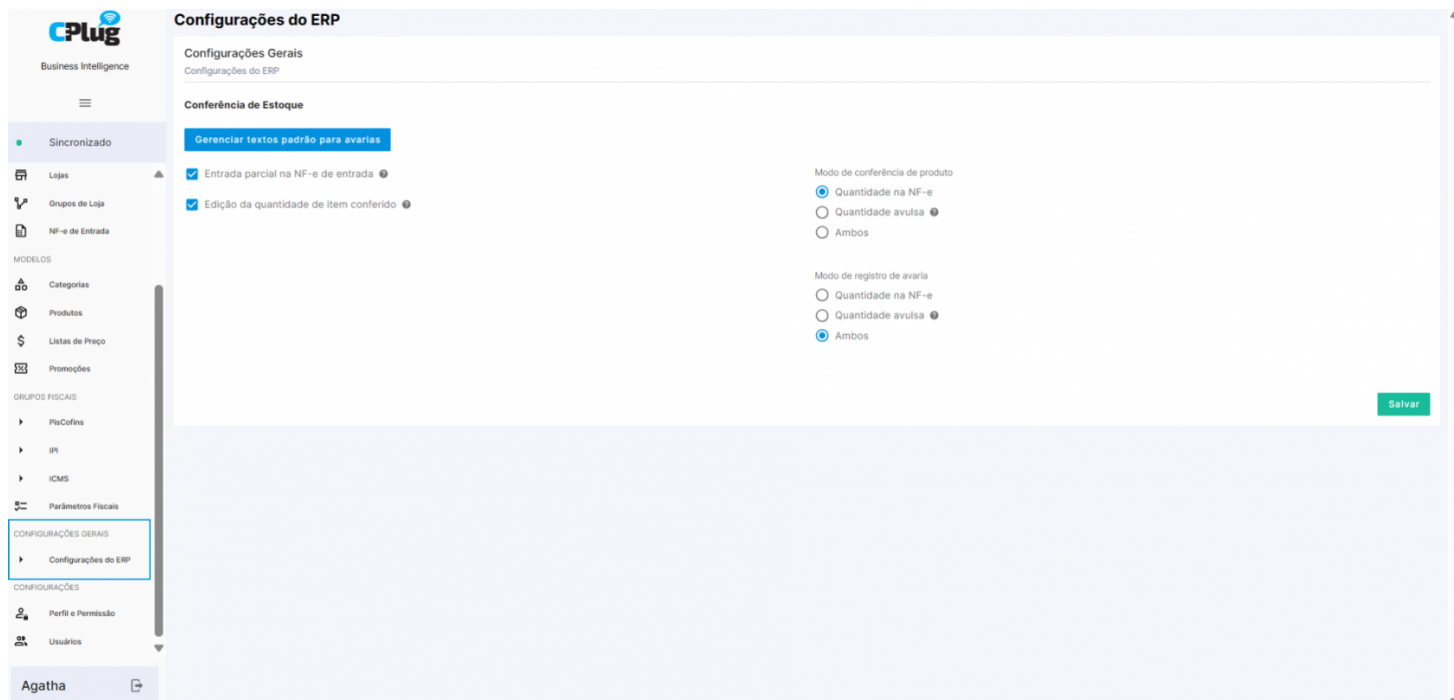 CPlug
Business Intelligence
Sincronizado
Lojas
Grupos de Loja
NF-e de Entrada
MODELOS
Categorias
Produtos
Listas de Preço
Promoções
GRUPOS FISCAIS
PisCofins
IPI
ICMS
Parâmetros Fiscais
CONFIGURAÇÕES GERAIS
Configurações do ERP
CONFIGURAÇÕES
Perfil e Permissão
Usuários
Agatha
Configurações do ERP
Configurações Gerais
Configurações do ERP
Conferência de Estoque
Gerenciar textos padrão para avarias
Entrada parcial na NF-e de entrada
Edição da quantidade de item conferido
Modo de conferência de produto
Quantidade na NF-e
Quantidade avulsa
Ambos
Modo de registro de avaria
Quantidade na NF-e
Quantidade avulsa
Ambos
Salvar